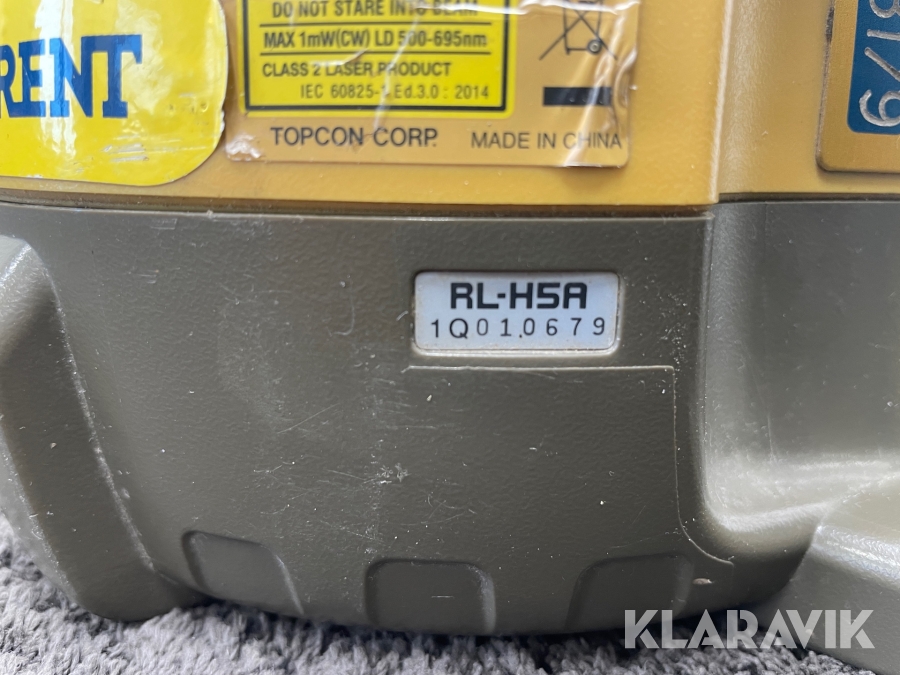 RENT
DO NOT STARE INTO BEAM
MAX 1mW(CW) LD 500-695nm
CLASS 2 LASER PRODUCT
IEC 60825-1 Ed.3.0 : 2014
TOPCON CORP. MADE IN CHINA
RL-H5A
1Q010679
KLARAVIK